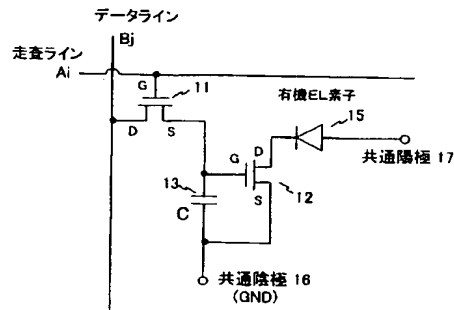 データライン
Bj
走査ライン
Ai
G
11
D
S
有機EL素子
15
共通陽極 17
G
D
S
12
13
C
共通陰極 16
(GND)